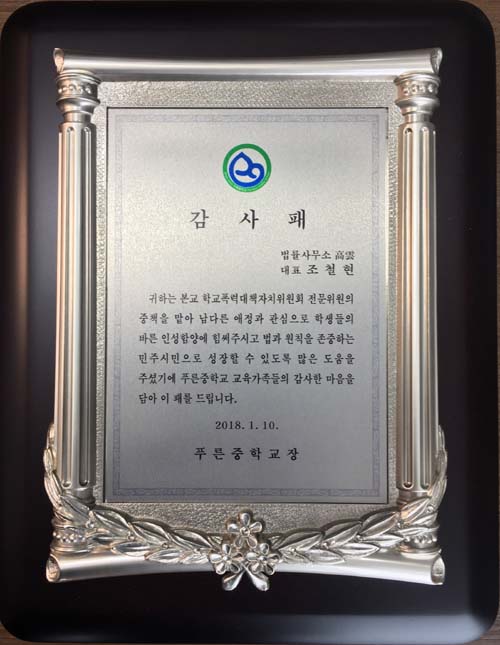 감 사 패
법률사무소 高雲
대표 조철현
귀하는 본교 학교폭력대책자치위원회 전문위원의
중책을 맡아 남다른 애정과 관심으로 학생들의
바른 인성함양에 힘써주시고 법과 원칙을 존중하는
민주시민으로 성장할 수 있도록 많은 도움을
주셨기에 푸른중학교 교육가족들의 감사한 마음을
담아 이 패를 드립니다.
2018. 1. 10.
푸른중학교장